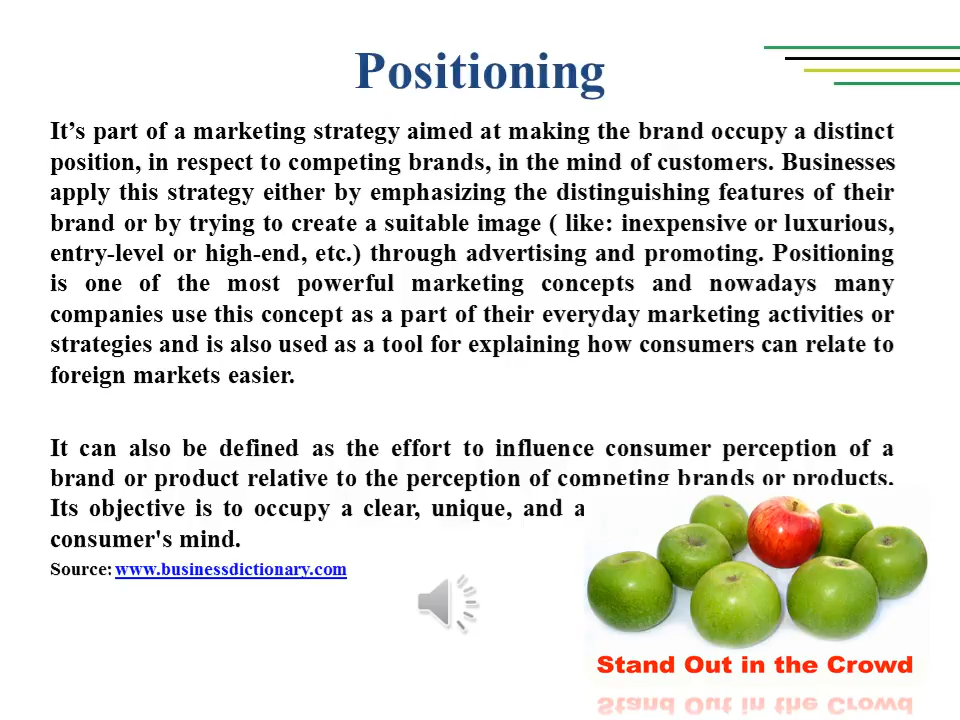 Positioning
It’s part of a marketing strategy aimed at making the brand occupy a distinct
position, in respect to competing brands, in the mind of customers. Businesses
apply this strategy either by emphasizing the distinguishing features of their
brand or by trying to create a suitable image ( like: inexpensive or luxurious,
entry-level or high-end, etc.) through advertising and promoting. Positioning
is one of the most powerful marketing concepts and nowadays many
companies use this concept as a part of their everyday marketing activities or
strategies and is also used as a tool for explaining how consumers can relate to
foreign markets easier.
It can also be defined as the effort to influence consumer perception of a
brand or product relative to the perception of competing brands or products.
Its objective is to occupy a clear, unique, and a
consumer's mind.
Source: www.businessdictionary.com
Stand Out in the Crowd